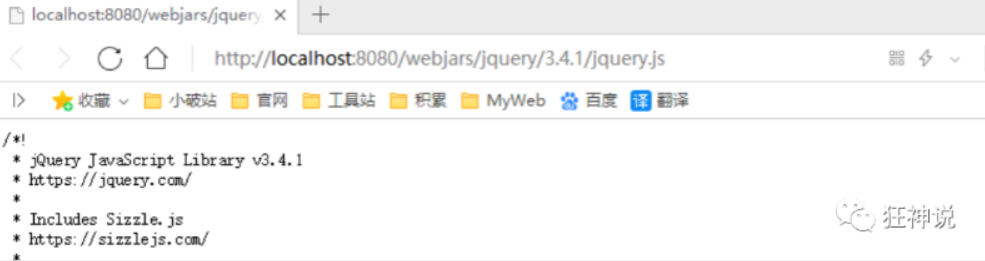 localhost:8080/webjars/jquery
http://localhost:8080/webjars/jquery/3.4.1/jquery.js
收藏 小破站 官网 工具站 积累 MyWeb 百度 译 翻译
/*!
* jQuery JavaScript Library v3.4.1
* https://jquery.com/
*
* Includes Sizzle.js
* https://sizzlejs.com/
*
狂神说